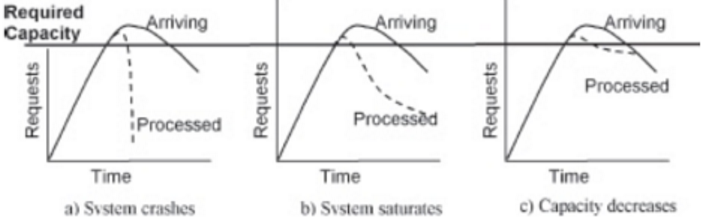 Required
Capacity
Arriving
Requests
Processed
Time
a) System crashes
Arriving
Requests
Processed
Time
b) System saturates
Arriving
Requests
Processed
Time
c) Capacity decreases